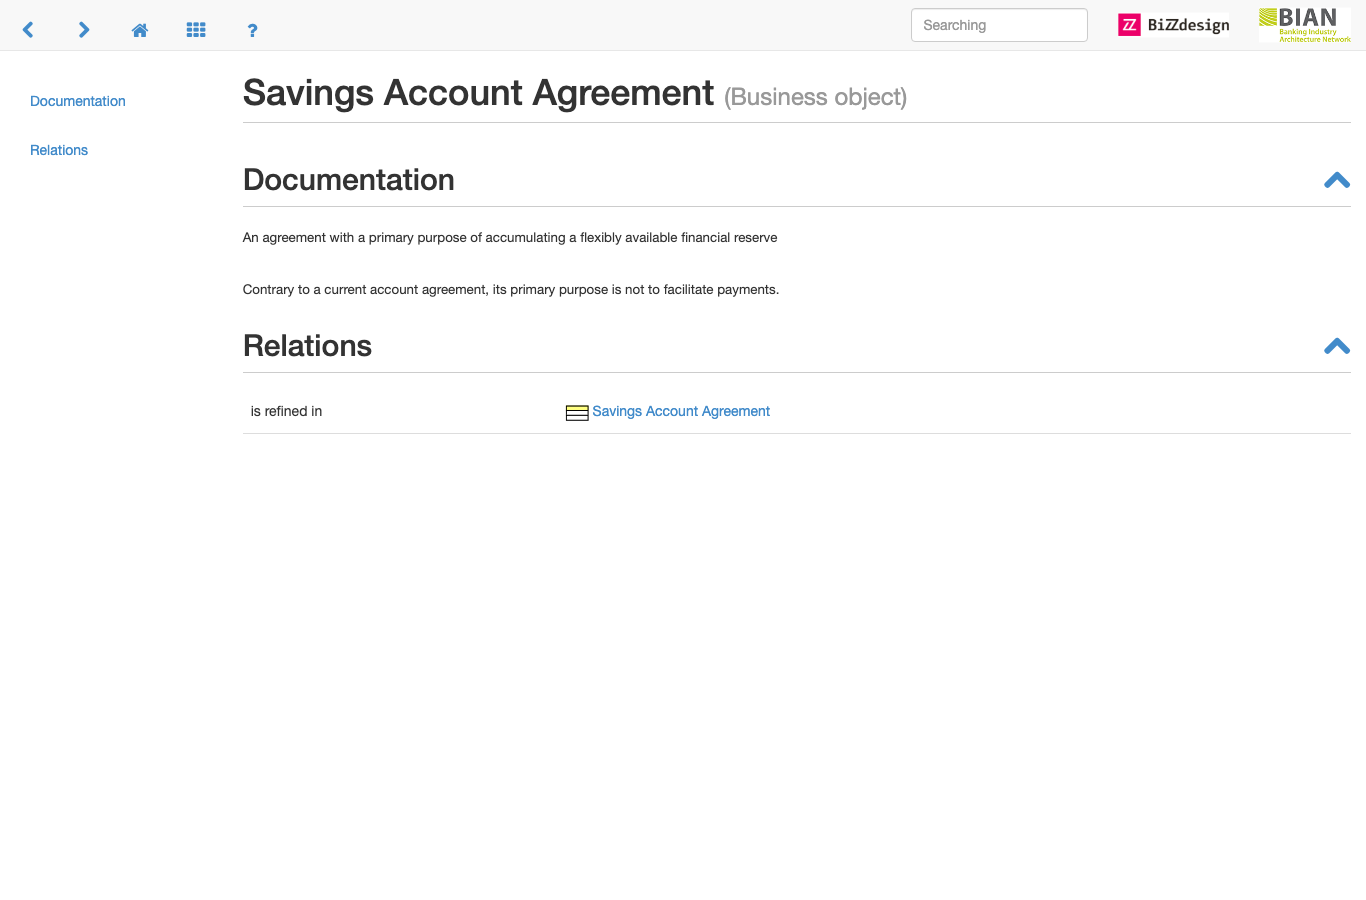 Searching
BiZZdesign
BIAN
Banking Industry
Architecture Network
Documentation
Relations
Savings Account Agreement (Business object)
Documentation
An agreement with a primary purpose of accumulating a flexibly available financial reserve
Contrary to a current account agreement, its primary purpose is not to facilitate payments.
Relations
is refined in Savings Account Agreement